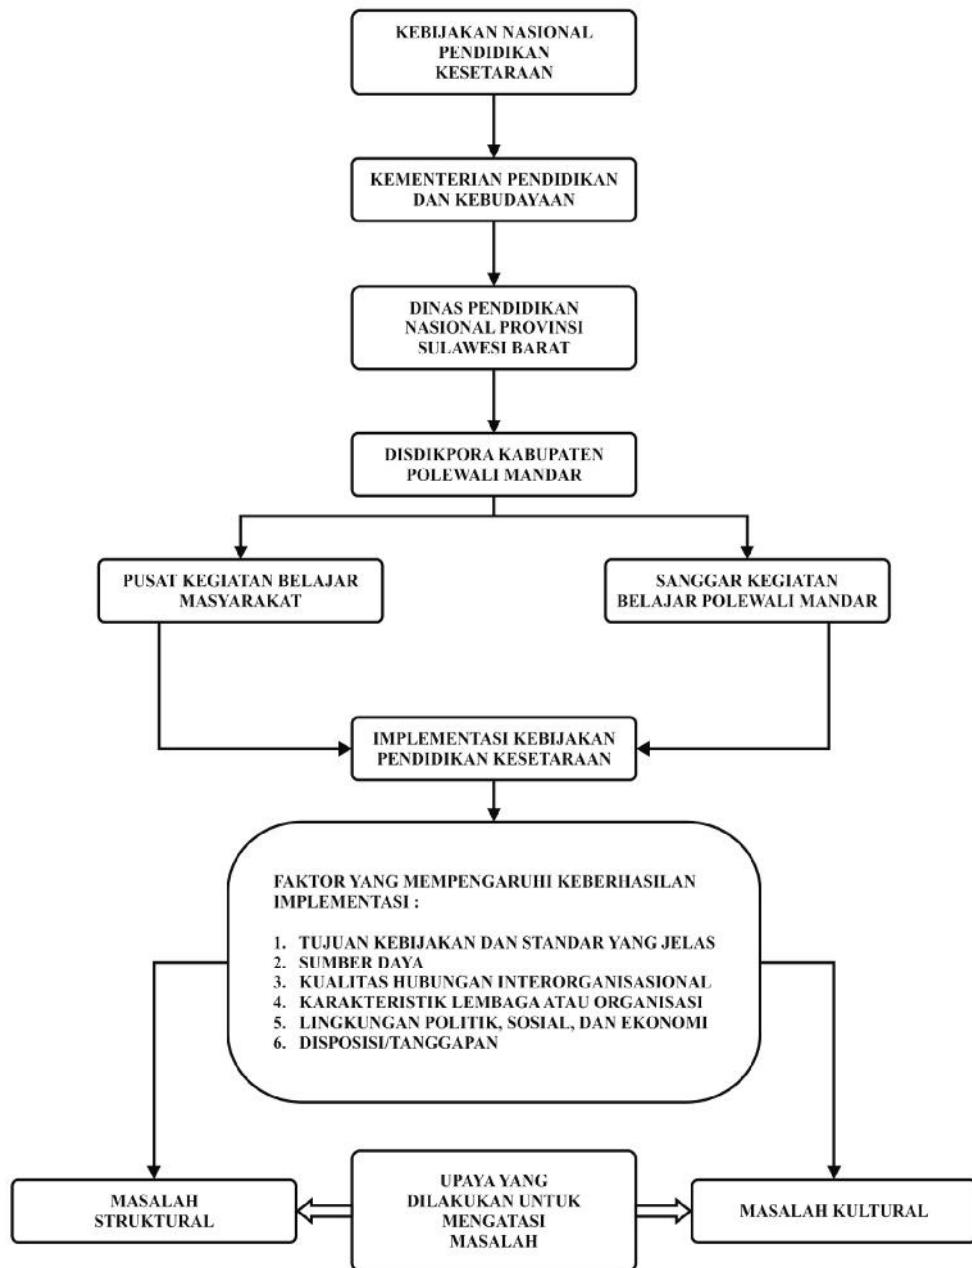 KEBIJAKAN NASIONAL
PENDIDIKAN
KESETARAAN
KEMENTERIAN PENDIDIKAN
DAN KEBUDAYAAN
DINAS PENDIDIKAN
NASIONAL PROVINSI
SULAWESI BARAT
DISDIKPORA KABUPATEN
POLEWALI MANDAR
PUSAT KEGIATAN BELAJAR
MASYARAKAT
SANGGAR KEGIATAN
BELAJAR POLEWALI MANDAR
IMPLEMENTASI KEBIJAKAN
PENDIDIKAN KESETARAAN
FAKTOR YANG MEMPENGARUHI KEBERHASILAN
IMPLEMENTASI :
1. TUJUAN KEBIJAKAN DAN STANDAR YANG JELAS
2. SUMBER DAYA
3. KUALITAS HUBUNGAN INTERORGANISASIONAL
4. KARAKTERISTIK LEMBAGA ATAU ORGANISASI
5. LINGKUNGAN POLITIK, SOSIAL, DAN EKONOMI
6. DISPOSISI/TANGGAPAN
MASALAH
STRUKTURAL
UPAYA YANG
DILAKUKAN UNTUK
MENGATASI
MASALAH
MASALAH KULTURAL